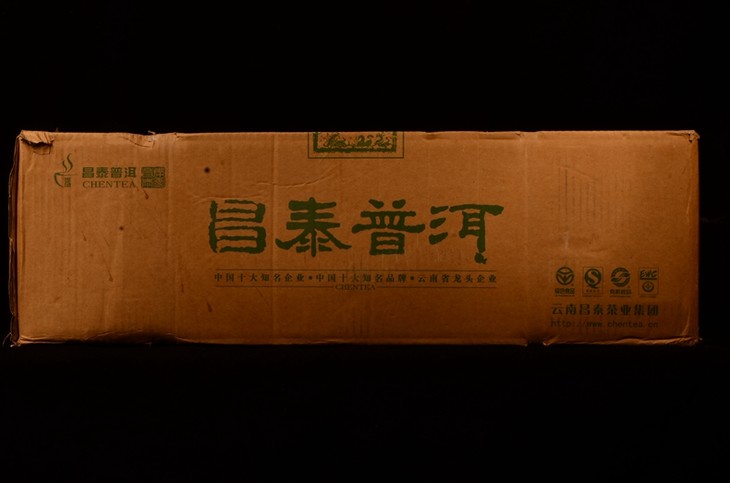 昌泰普洱
CHENTEA
昌泰普洱
中国十大知名企业•中国十大知名品牌•云南省龙头企业
CHENTEA
云南昌泰茶业集团
http://www.chentea.cn